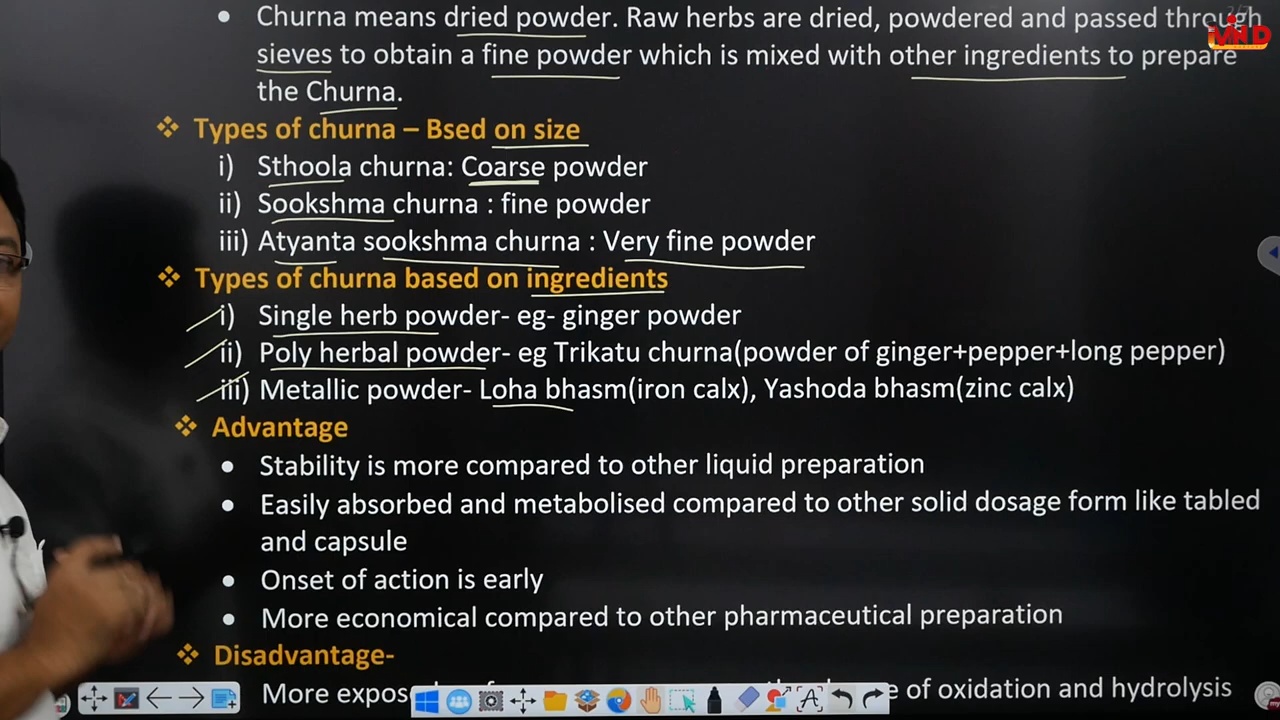 Churna means dried powder. Raw herbs are dried, powdered and passed through
sieves to obtain a fine powder which is mixed with other ingredients to prepare
the Churna.
Types of churna – Bsed on size
i) Sthoola churna: Coarse powder
ii) Sookshma churna : fine powder
iii) Atyanta sookshma churna : Very fine powder
Types of churna based on ingredients
i) Single herb powder- eg- ginger powder
ii) Poly herbal powder- eg Trikatu churna(powder of ginger+pepper+long pepper)
iii) Metallic powder- Loha bhasm(iron calx), Yashoda bhasm(zinc calx)
Advantage
Stability is more compared to other liquid preparation
Easily absorbed and metabolised compared to other solid dosage form like tabled
and capsule
Onset of action is early
More economical compared to other pharmaceutical preparation
Disadvantage-
More of oxidation and hydrolysis